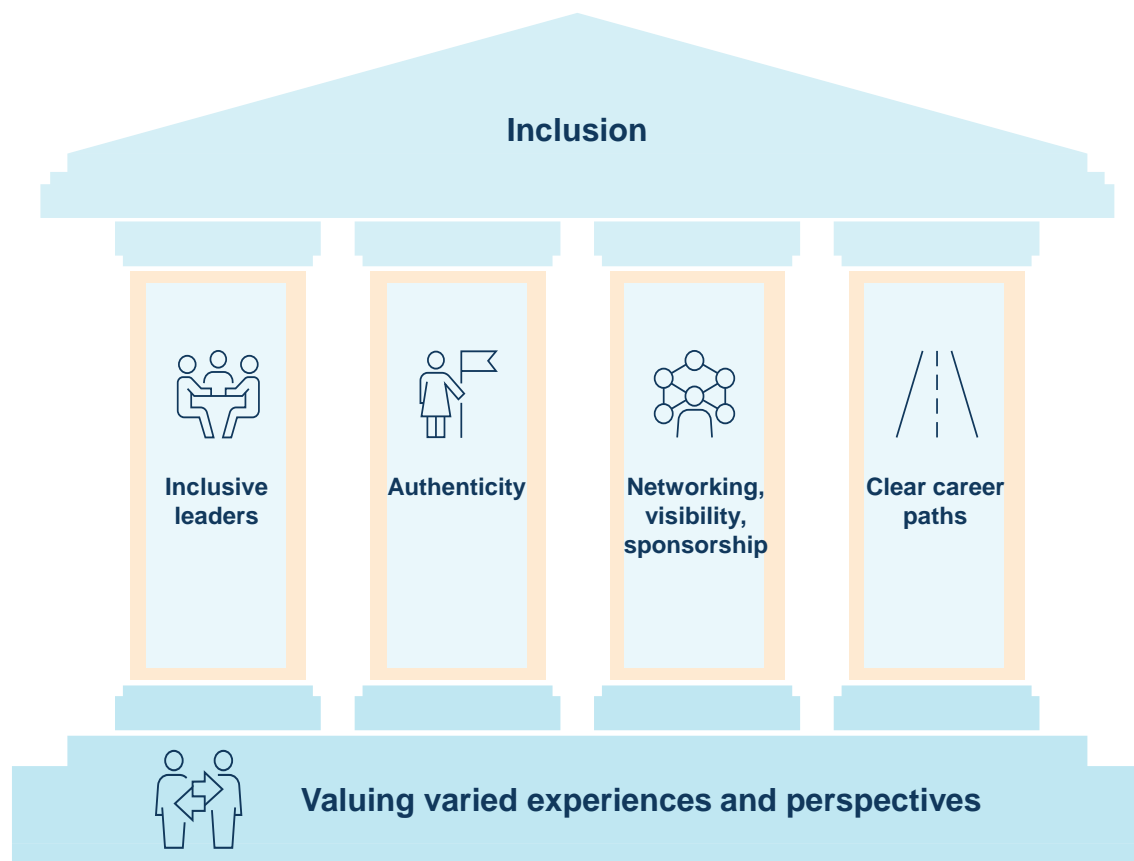 Inclusion
Inclusive
leaders
Authenticity
Networking,
visibility,
sponsorship
Clear career
paths
Valuing varied experiences and perspectives